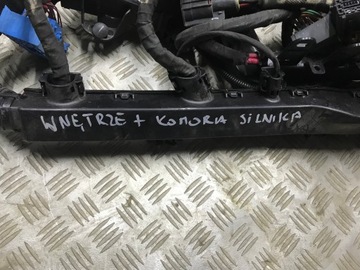 WNĘTRZE + KOMORA SILNIKA